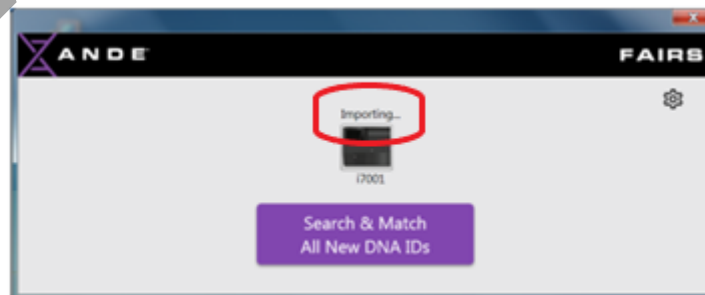 ANDE
FAIRS
Importing...
i7001
Search & Match
All New DNA IDs